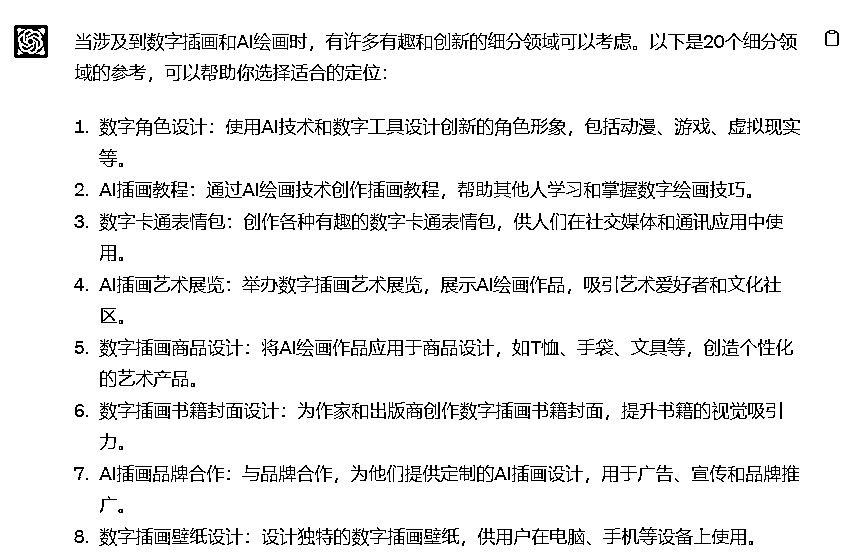 当涉及到数字插画和AI绘画时，有许多有趣和创新的细分领域可以考虑。以下是20个细分领
域的参考，可以帮助你选择适合的定位：
1. 数字角色设计：使用AI技术和数字工具设计创新的角色形象，包括动漫、游戏、虚拟现实
等。
2. AI插画教程：通过AI绘画技术创作插画教程，帮助其他人学习和掌握数字绘画技巧。
3. 数字卡通表情包：创作各种有趣的数字卡通表情包，供人们在社交媒体和通讯应用中使
用。
4. AI插画艺术展览：举办数字插画艺术展览，展示AI绘画作品，吸引艺术爱好者和文化社
区。
5. 数字插画商品设计：将AI绘画作品应用于商品设计，如T恤、手袋、文具等，创造个性化
的艺术产品。
6. 数字插画书籍封面设计：为作家和出版商创作数字插画书籍封面，提升书籍的视觉吸引
力。
7. AI插画品牌合作：与品牌合作，为他们提供定制的AI插画设计，用于广告、宣传和品牌推
广。
8. 数字插画壁纸设计：设计独特的数字插画壁纸，供用户在电脑、手机等设备上使用。